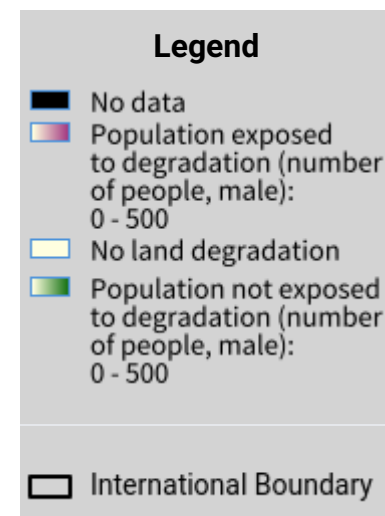 Legend
No data
Population exposed
to degradation (number
of people, male):
0 - 500
No land degradation
Population not exposed
to degradation (number
of people, male):
0 - 500
International Boundary